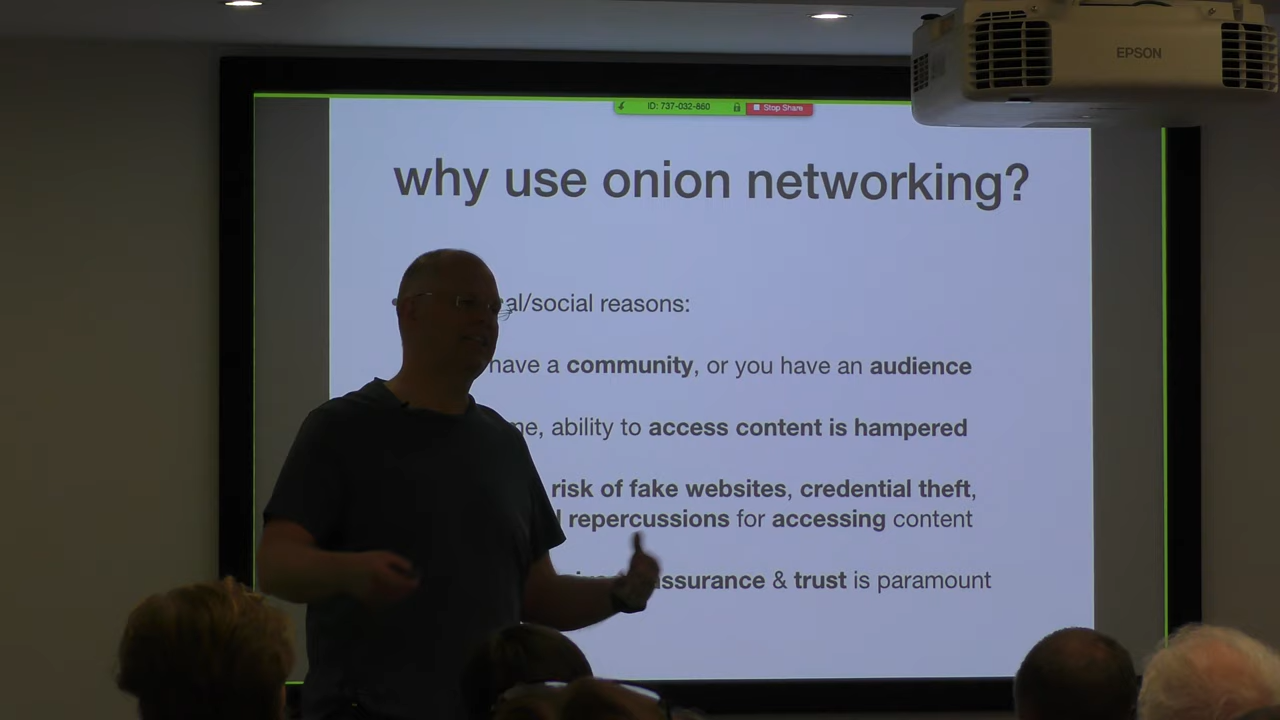 EPSON
ID: 737-032-860 Stop Share
why use onion networking?
al/social reasons:
have a community, or you have an audience
me, ability to access content is hampered
risk of fake websites, credential theft,
repercussions for accessing content
assurance & trust is paramount